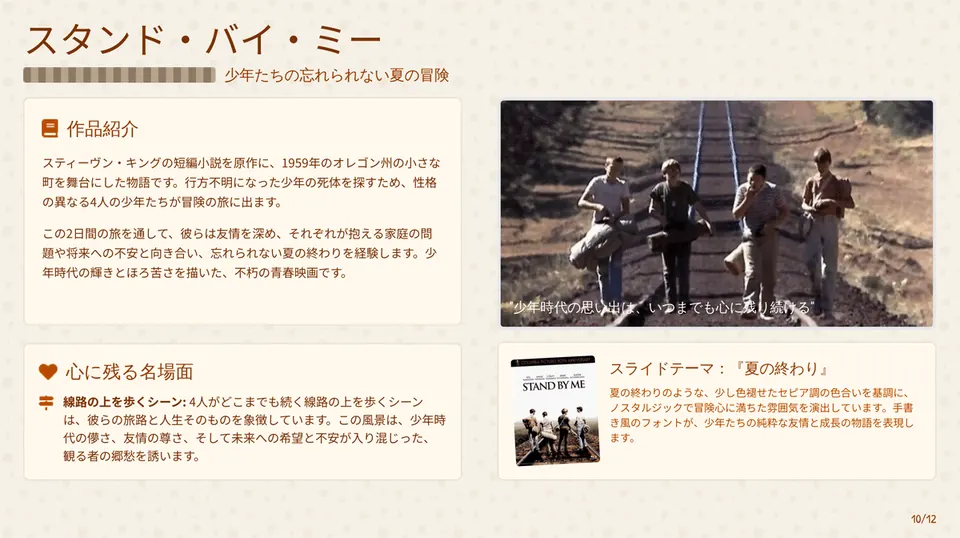 スタンド・バイ・ミー
少年たちの忘れられない夏の冒険
作品紹介
スティーヴン・キングの短編小説を原作に、1959年のオレゴン州の小さな
町を舞台にした物語です。行方不明になった少年の死体を探すため、性格
の異なる4人の少年たちが冒険の旅に出ます。
この2日間の旅を通して、彼らは友情を深め、それぞれが抱える家庭の問
題や将来への不安と向き合い、忘れられない夏の終わりを経験します。少
年時代の輝きとほろ苦さを描いた、不朽の青春映画です。
"少年時代の思い出は、いつまでも心に残り続ける"
心に残る名場面
線路の上を歩くシーン: 4人がどこまでも続く線路の上を歩くシーン
は、彼らの旅路と人生そのものを象徴しています。この風景は、少年時
代の儚さ、友情の尊さ、そして未来への希望と不安が入り混じった、
観る者の郷愁を誘います。
STAND BY ME
スライドテーマ：『夏の終わり』
夏の終わりのような、少し色褪せたセピア調の色合いを基調に、
ノスタルジックで冒険心に満ちた雰囲気を演出しています。手書
き風のフォントが、少年たちの純粋な友情と成長の物語を表現し
ます。
10/12